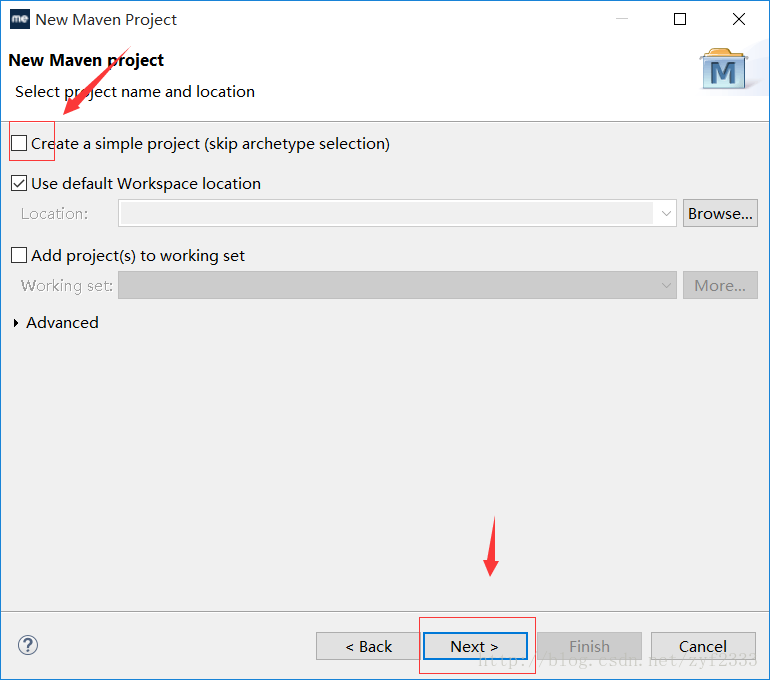 me New Maven Project
New Maven project
Select project name and location
M
Create a simple project (skip archetype selection)
Use default Workspace location
Location:
Browse...
Add project(s) to working set
Working set:
More...
Advanced
?
< Back
Next >
Finish
Cancel
http://blog.csdn.net/zyf2333